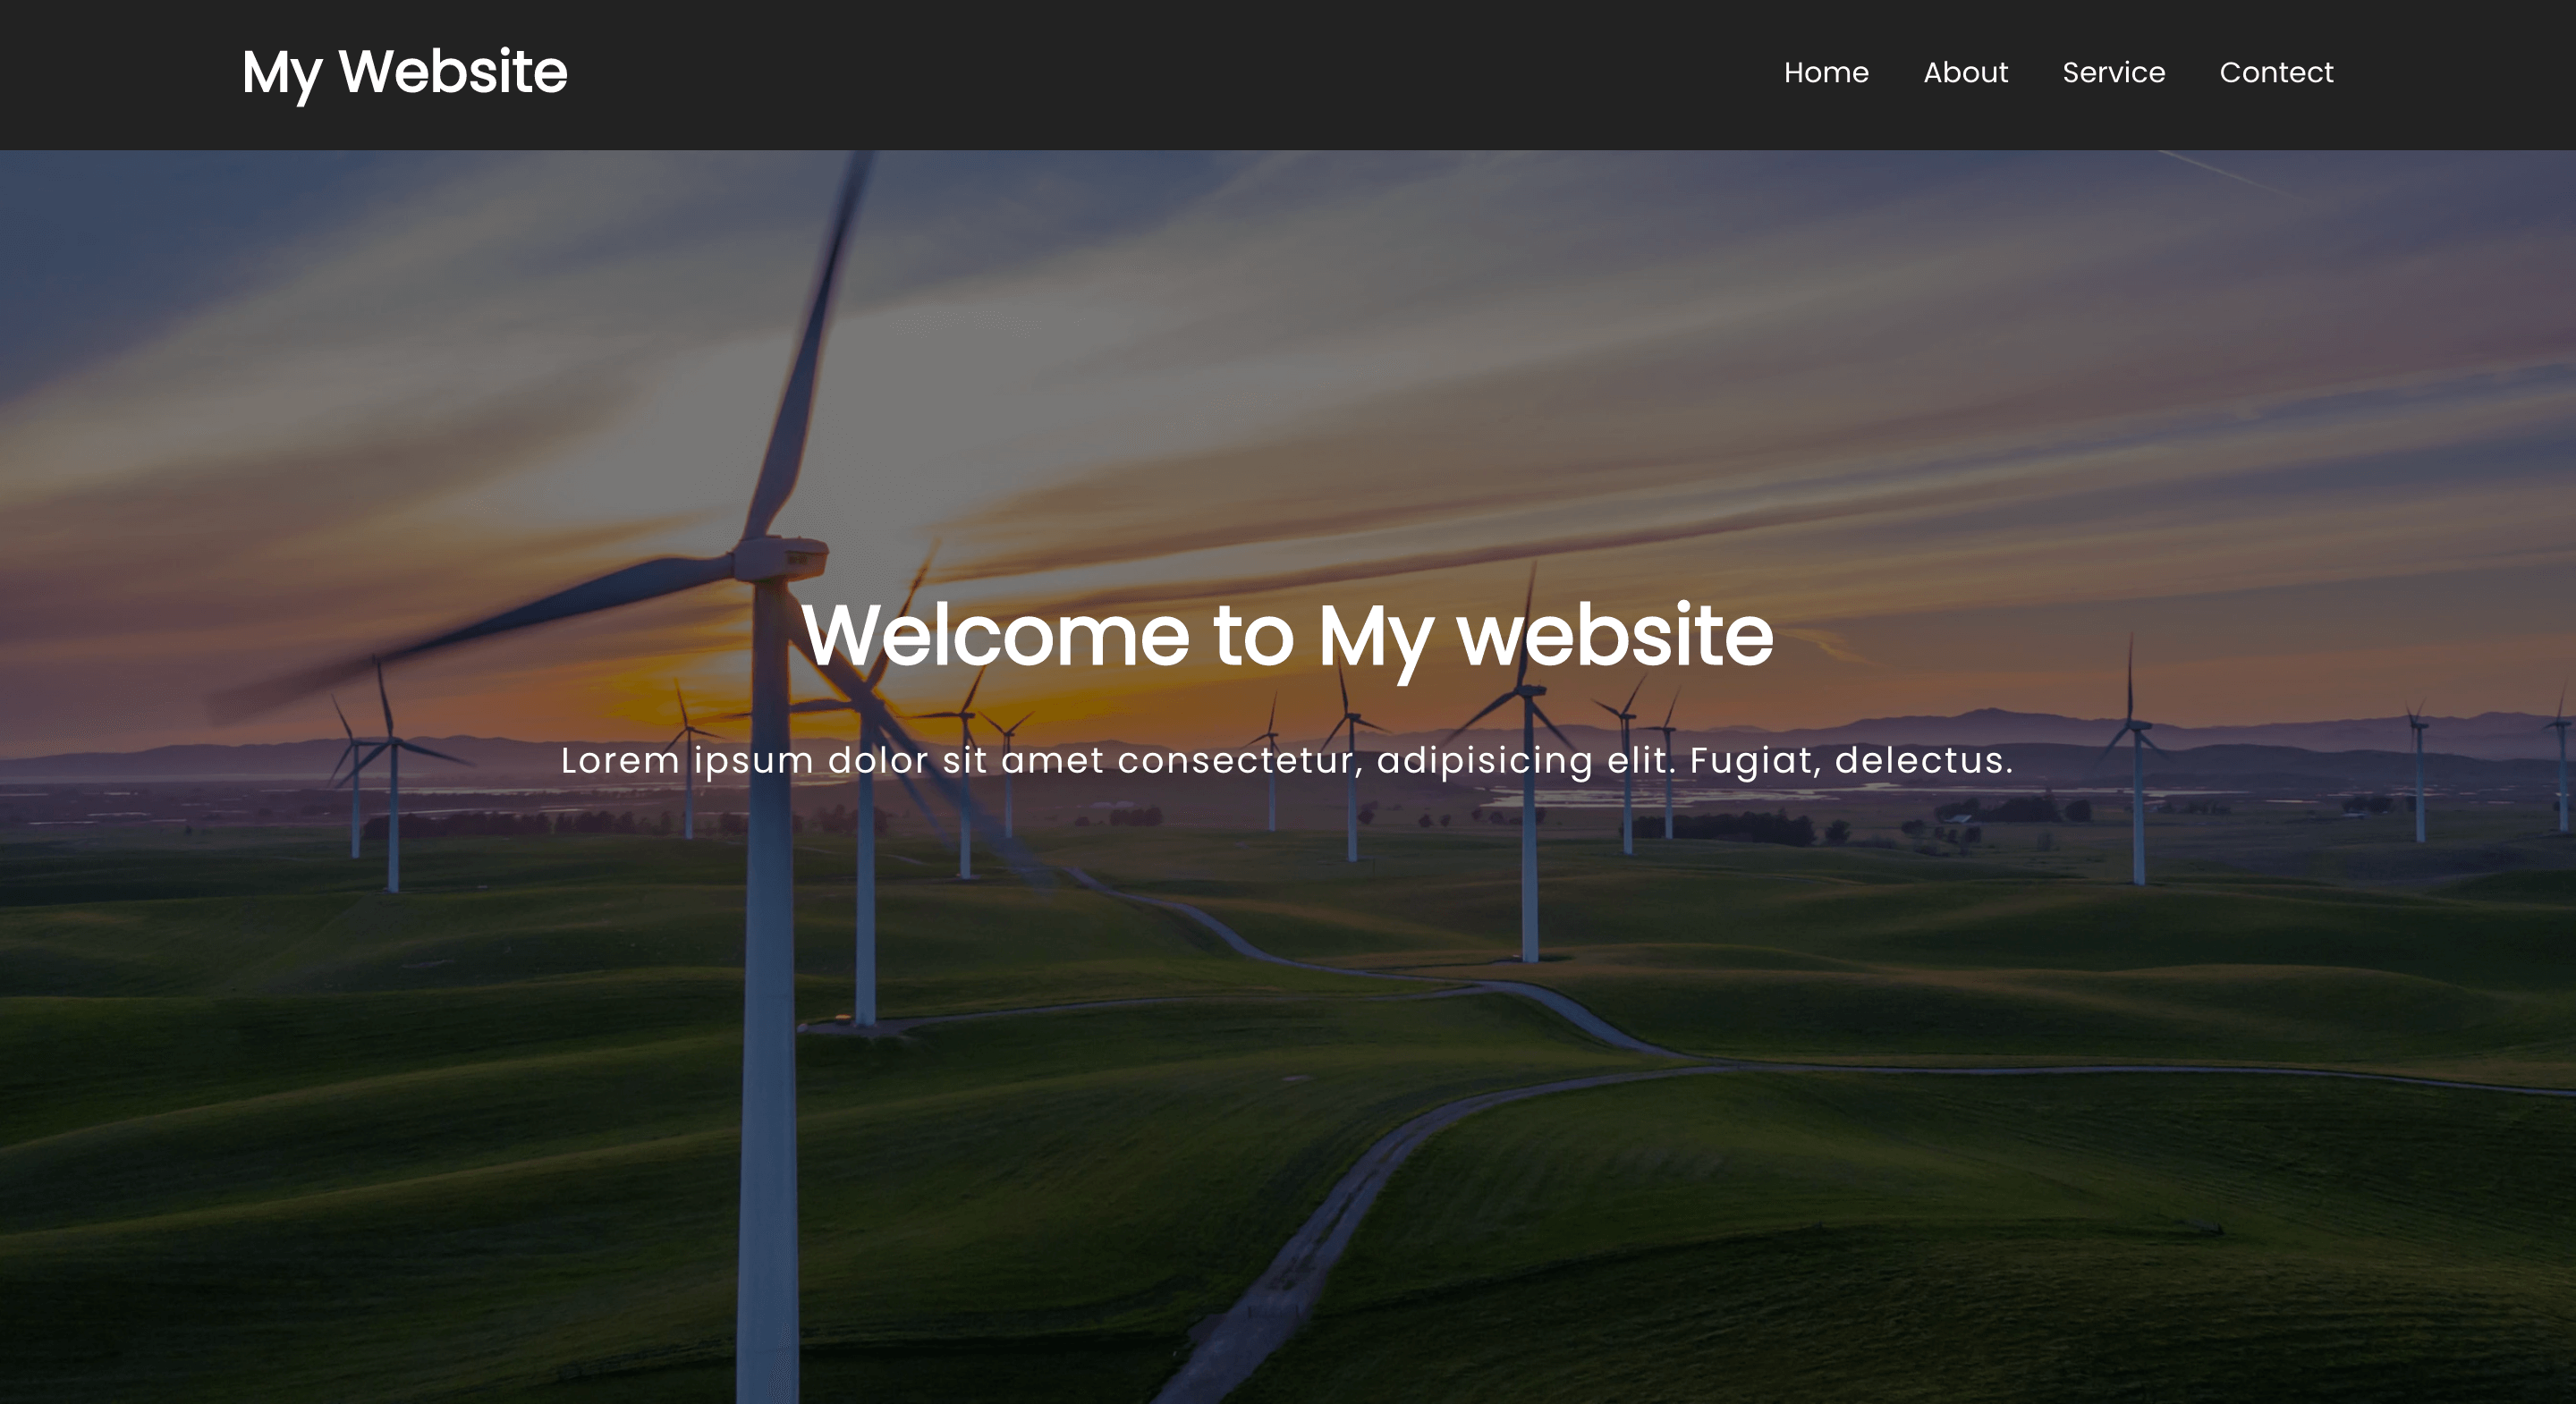 My Website
Home About Service Contect
Welcome to My website
Lorem ipsum dolor sit amet consectetur, adipisicing elit. Fugiat, delectus.